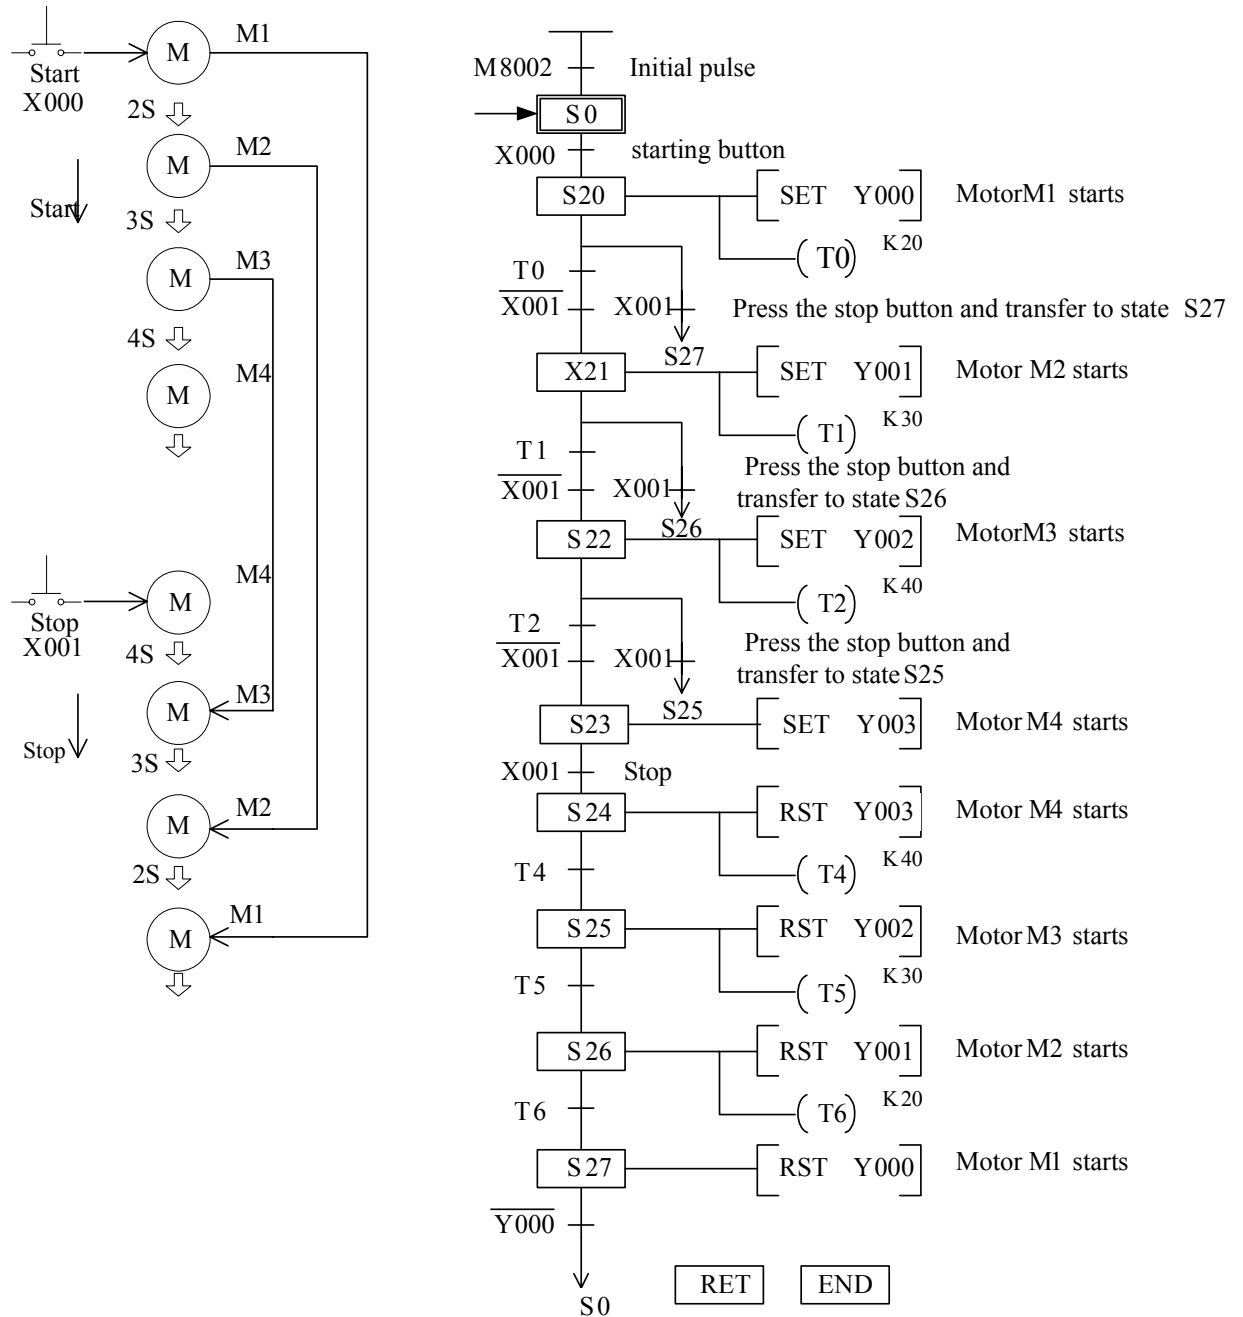 M1
M
Start
X000
2S
M2
M
Start
3S
M3
M
4S
M4
M
M4
M
Stop
X001
4S
M3
M
Stop
3S
M2
M
2S
M1
M
M8002 Initial pulse
S0
X000 starting button
S20 SET Y000 MotorM1 starts
T0 K20
T0
X001 X001 Press the stop button and transfer to state S27
S27
X21 SET Y001 Motor M2 starts
T1 K30
T1
X001 X001 Press the stop button and
transfer to state S26
S26
S22 SET Y002 MotorM3 starts
T2 K40
T2
X001 X001 Press the stop button and
transfer to state S25
S25
S23 SET Y003 Motor M4 starts
X001 Stop
S24 RST Y003 Motor M4 starts
T4 K40
T4
S25 RST Y002 Motor M3 starts
T5 K30
T5
S26 RST Y001 Motor M2 starts
T6 K20
T6
S27 RST Y000 Motor M1 starts
Y000
S0
RET END